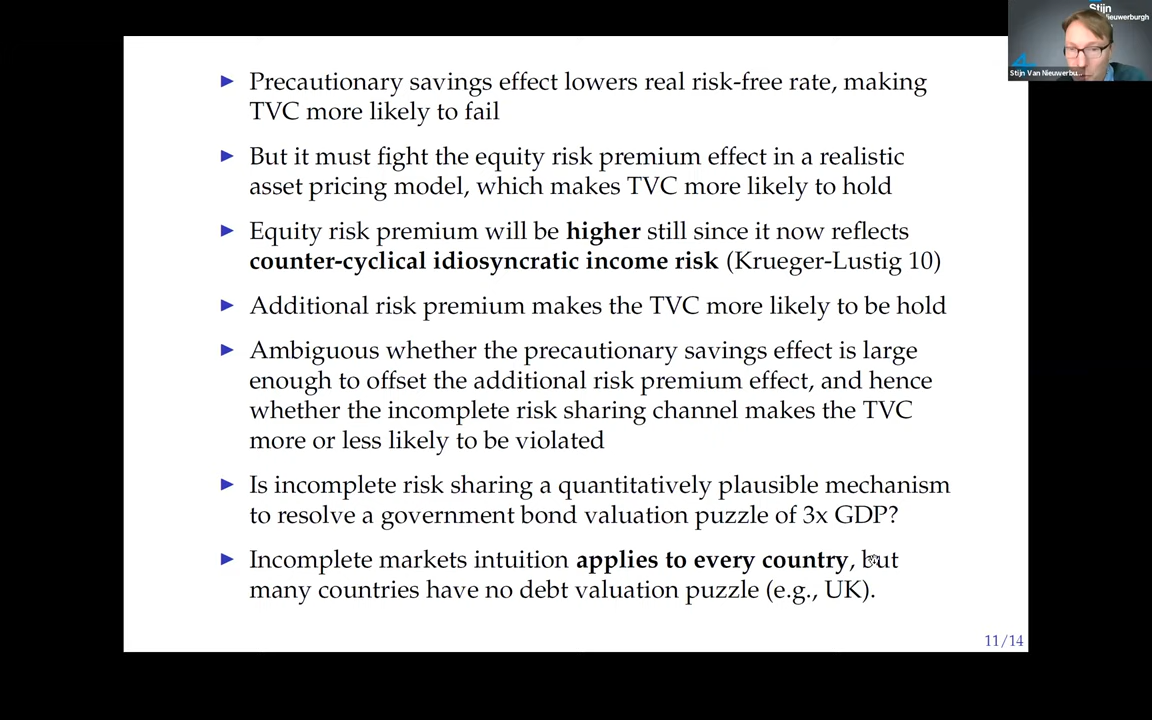 Stijn
Nieuwerburgh
Stijn Van Nieuwerbu...
Precautionary savings effect lowers real risk-free rate, making
TVC more likely to fail
But it must fight the equity risk premium effect in a realistic
asset pricing model, which makes TVC more likely to hold
Equity risk premium will be higher still since it now reflects
counter-cyclical idiosyncratic income risk (Krueger-Lustig 10)
Additional risk premium makes the TVC more likely to be hold
Ambiguous whether the precautionary savings effect is large
enough to offset the additional risk premium effect, and hence
whether the incomplete risk sharing channel makes the TVC
more or less likely to be violated
Is incomplete risk sharing a quantitatively plausible mechanism
to resolve a government bond valuation puzzle of 3x GDP?
Incomplete markets intuition applies to every country, but
many countries have no debt valuation puzzle (e.g., UK).
11/14